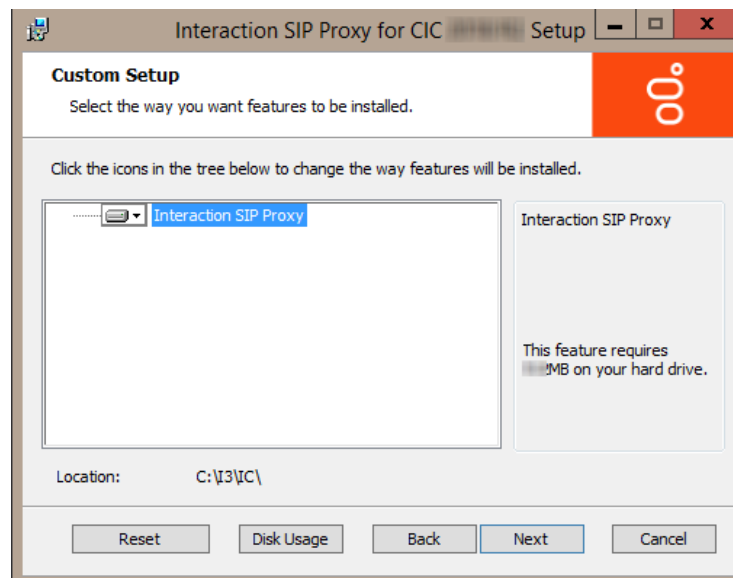 Interaction SIP Proxy for CIC Setup
Custom Setup
Select the way you want features to be installed.
Click the icons in the tree below to change the way features will be installed.
Interaction SIP Proxy
Interaction SIP Proxy
This feature requires
MB on your hard drive.
Location: C:\I3\IC\
Reset Disk Usage Back Next Cancel